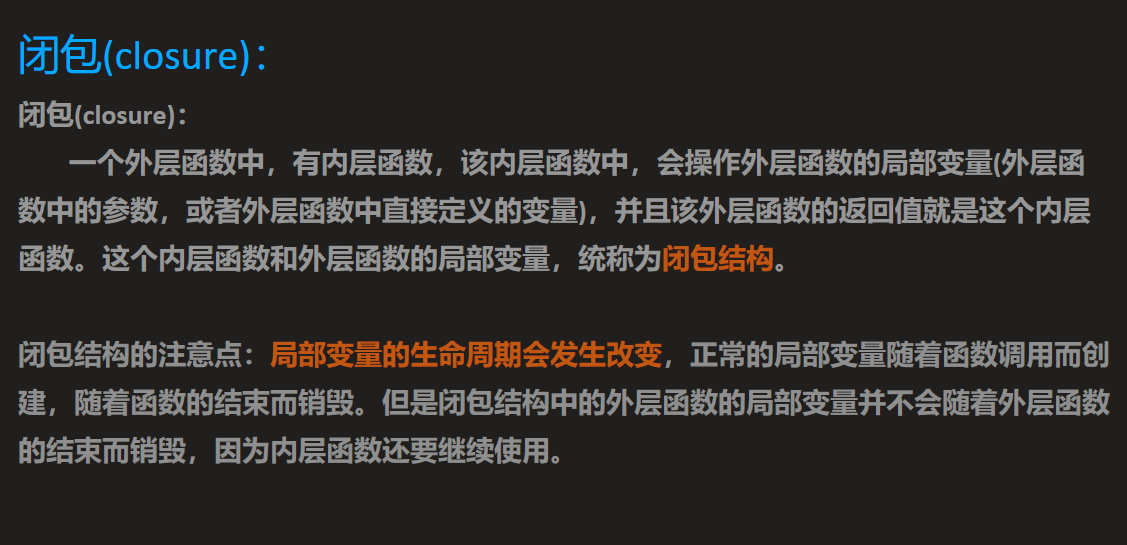 闭包(closure)：
闭包(closure)：
一个外层函数中，有内层函数，该内层函数中，会操作外层函数的局部变量(外层函
数中的参数，或者外层函数中直接定义的变量)，并且该外层函数的返回值就是这个内层
函数。这个内层函数和外层函数的局部变量，统称为闭包结构。
闭包结构的注意点：局部变量的生命周期会发生改变，正常的局部变量随着函数调用而创
建，随着函数的结束而销毁。但是闭包结构中的外层函数的局部变量并不会随着外层函数
的结束而销毁，因为内层函数还要继续使用。